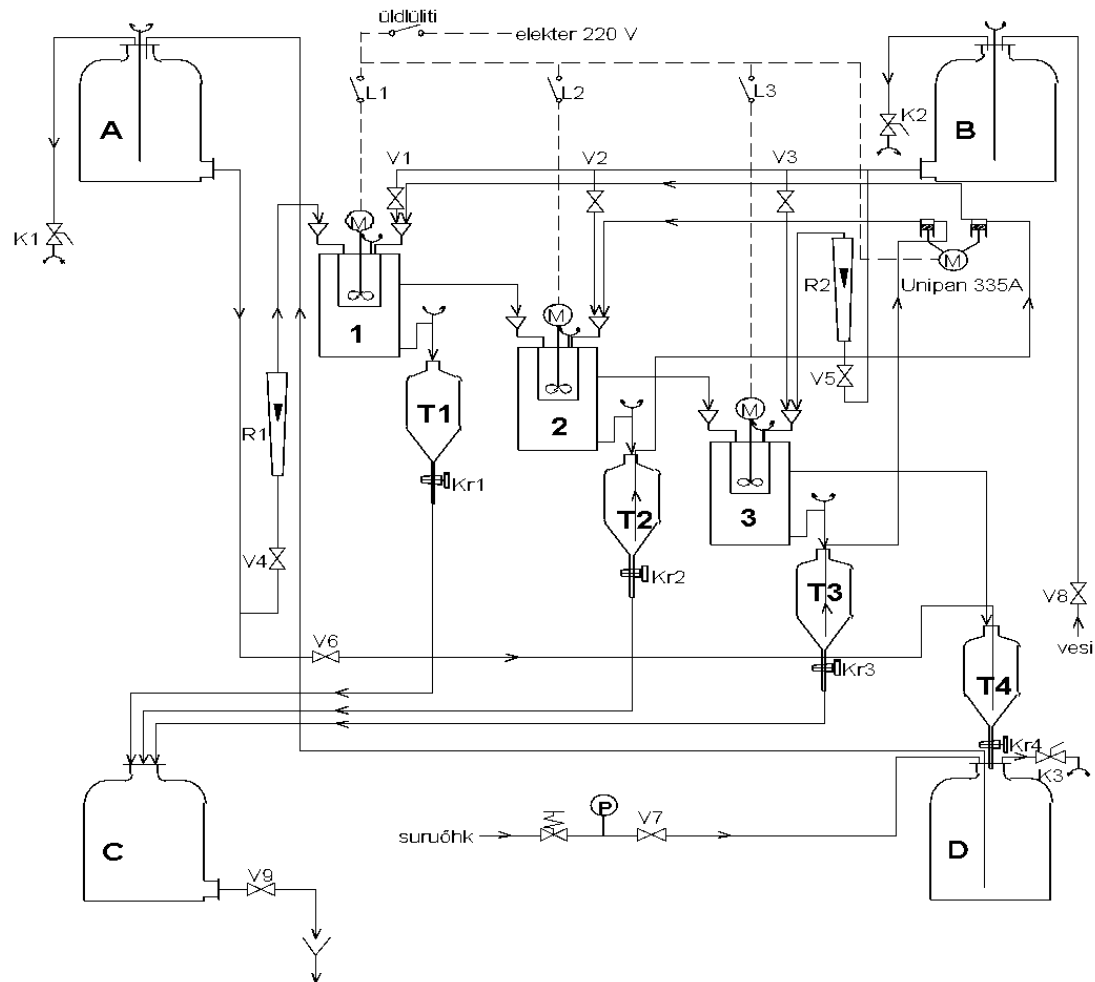 üldlüliti
elekter 220 V
L1
L2
L3
A
K2
B
V1
V2
V3
K1
M
M
Unipan 335A
R2
1
M
V5
T1
2
M
R1
Kr1
3
T2
V4
Kr2
T3
V8
V6
vesi
Kr3
T4
Kr4
K3
P
V7
suruõhk
C
D
V9